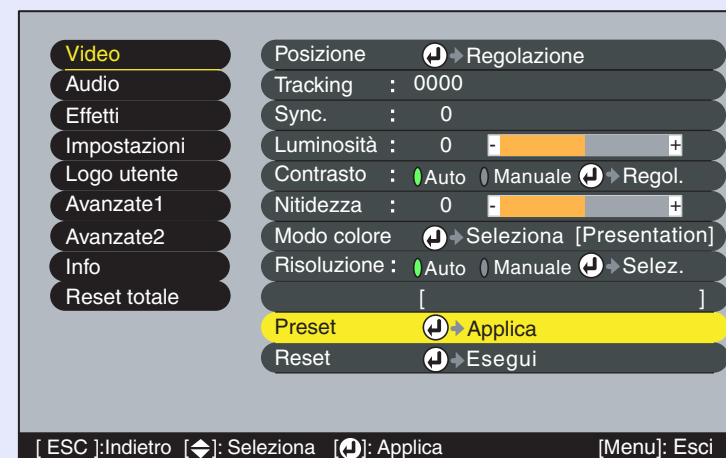 Video
Audio
Effetti
Impostazioni
Logo utente
Avanzate1
Avanzate2
Info
Reset totale
Posizione Regolazione
Tracking : 0000
Sync. : 0
Luminosità : 0 - +
Contrasto : Auto Manuale Regol.
Nitidezza : 0 - +
Modo colore Seleziona [Presentation]
Risoluzione : Auto Manuale Selez.
[ ]
Preset Applica
Reset Esegui
[ ESC ]:Indietro [ ]: Seleziona [ ]: Applica [Menu]: Esci